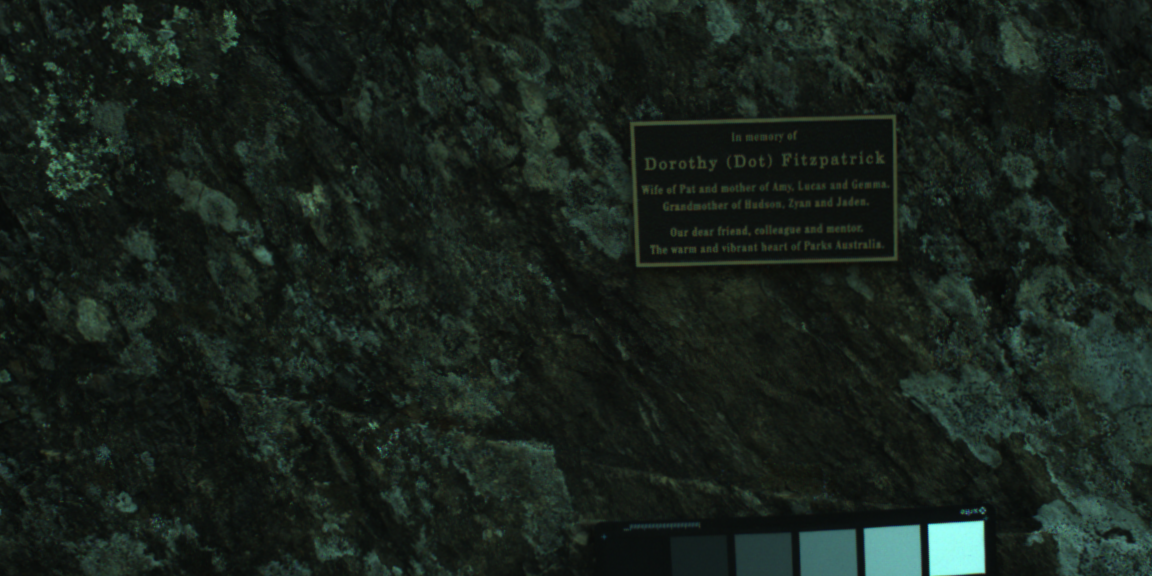 In memory of
Dorothy (Dot) Fitzpatrick
Wife of Pat and mother of Amy, Lucas and Gemma.
Grandmother of Hudson, Zyan and Jaden.
Our dear friend, colleague and mentor.
The warm and vibrant heart of Parks Australia.